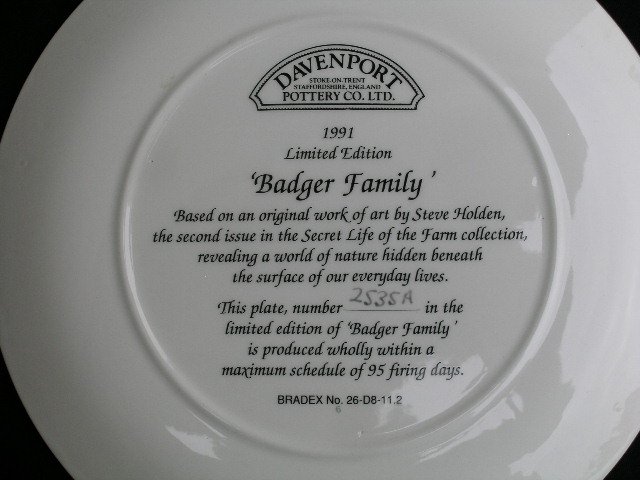 DAVENPORT
STOKE-ON-TRENT
STAFFORDSHIRE, ENGLAND
POTTERY CO. LTD.
1991
Limited Edition
'Badger Family'
Based on an original work of art by Steve Holden,
the second issue in the Secret Life of the Farm collection,
revealing a world of nature hidden beneath
the surface of our everyday lives.
This plate, number 2535A in the
limited edition of 'Badger Family'
is produced wholly within a
maximum schedule of 95 firing days.
BRADEX No. 26-D8-11.2
6